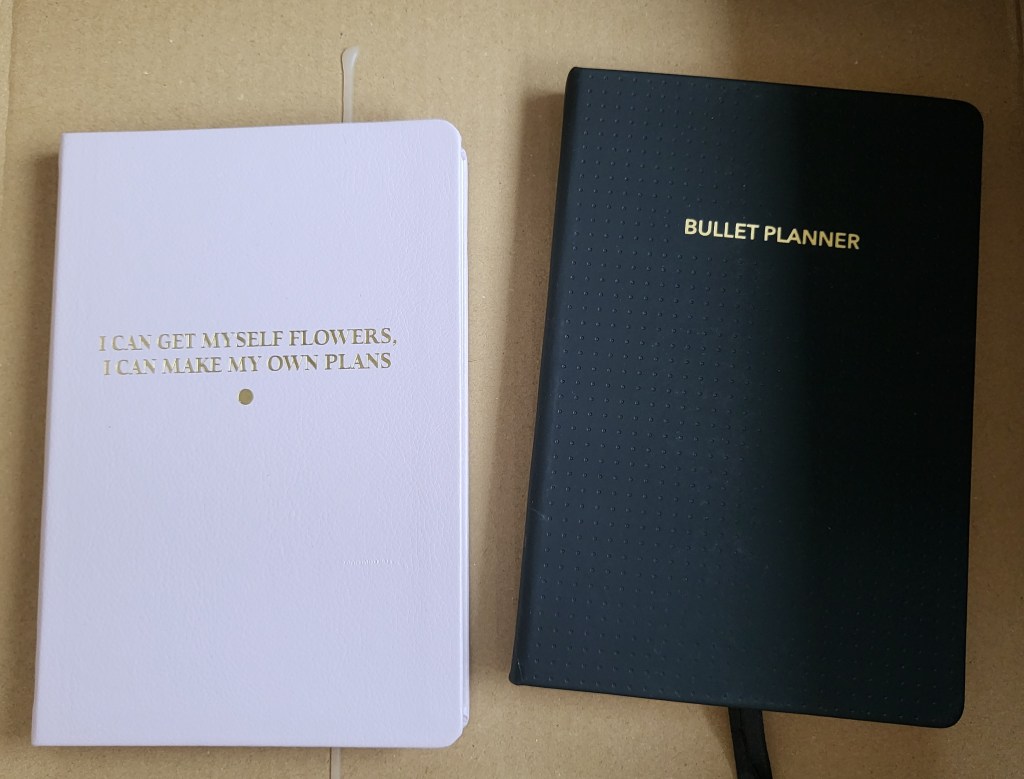 I CAN GET MYSELF FLOWERS,
I CAN MAKE MY OWN PLANS
BULLET PLANNER